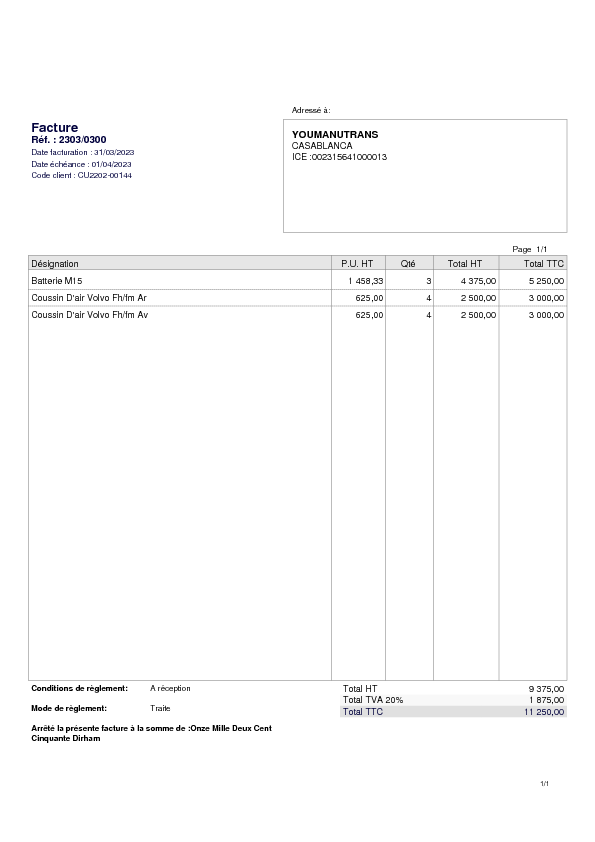 Adressé à:
Facture
Réf. : 2303/0300
Date facturation : 31/03/2023
Date échéance : 01/04/2023
Code client : CU2202-00144
YOUMANUTRANS
CASABLANCA
ICE :002315641000013
Page 1/1
Désignation P.U. HT Qté Total HT Total TTC
Batterie M15 1 458,33 3 4 375,00 5 250,00
Coussin D'air Volvo Fh/fm Ar 625,00 4 2 500,00 3 000,00
Coussin D'air Volvo Fh/fm Av 625,00 4 2 500,00 3 000,00
Conditions de règlement: A réception
Mode de règlement: Traite
Arrêté la présente facture à la somme de :Onze Mille Deux Cent
Cinquante Dirham
Total HT 9 375,00
Total TVA 20% 1 875,00
Total TTC 11 250,00
1/1